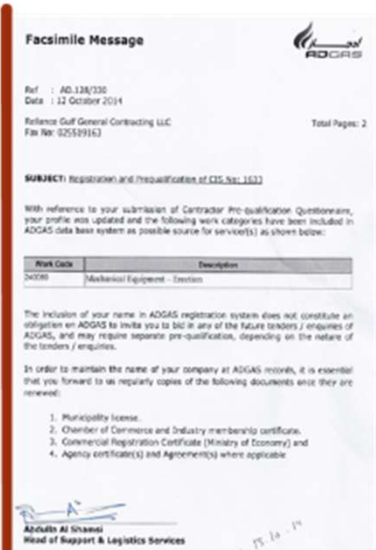 Facsimile Message
ADGAS
Ref : AD.128/330
Date : 12 October 2014
Reliance Gulf General Contracting LLC
Total Pages: 2
Fax No: 025519163
SUBJECT: Registration and Prequalification of CIS No: 1633
With reference to your submission of Contractor Pre-qualification Questionnaire,
your profile was updated and the following work categories have been included in
ADGAS data base system as possible source for service(s) as shown below:
Work Code Description
240080 Mechanical Equipment - Erection
The inclusion of your name in ADGAS registration system does not constitute an
obligation on ADGAS to invite you to bid in any of the future tenders / enquiries of
ADGAS, and may require separate pre-qualification, depending on the nature of
the tenders / enquiries.
In order to maintain the name of your company at ADGAS records, it is essential
that you forward to us regularly copies of the following documents once they are
renewed:
1. Municipality license.
2. Chamber of Commerce and Industry membership certificate.
3. Commercial Registration Certificate (Ministry of Economy) and
4. Agency certificate(s) and Agreement(s) where applicable
Abdulla Al Shamsi
Head of Support & Logistics Services